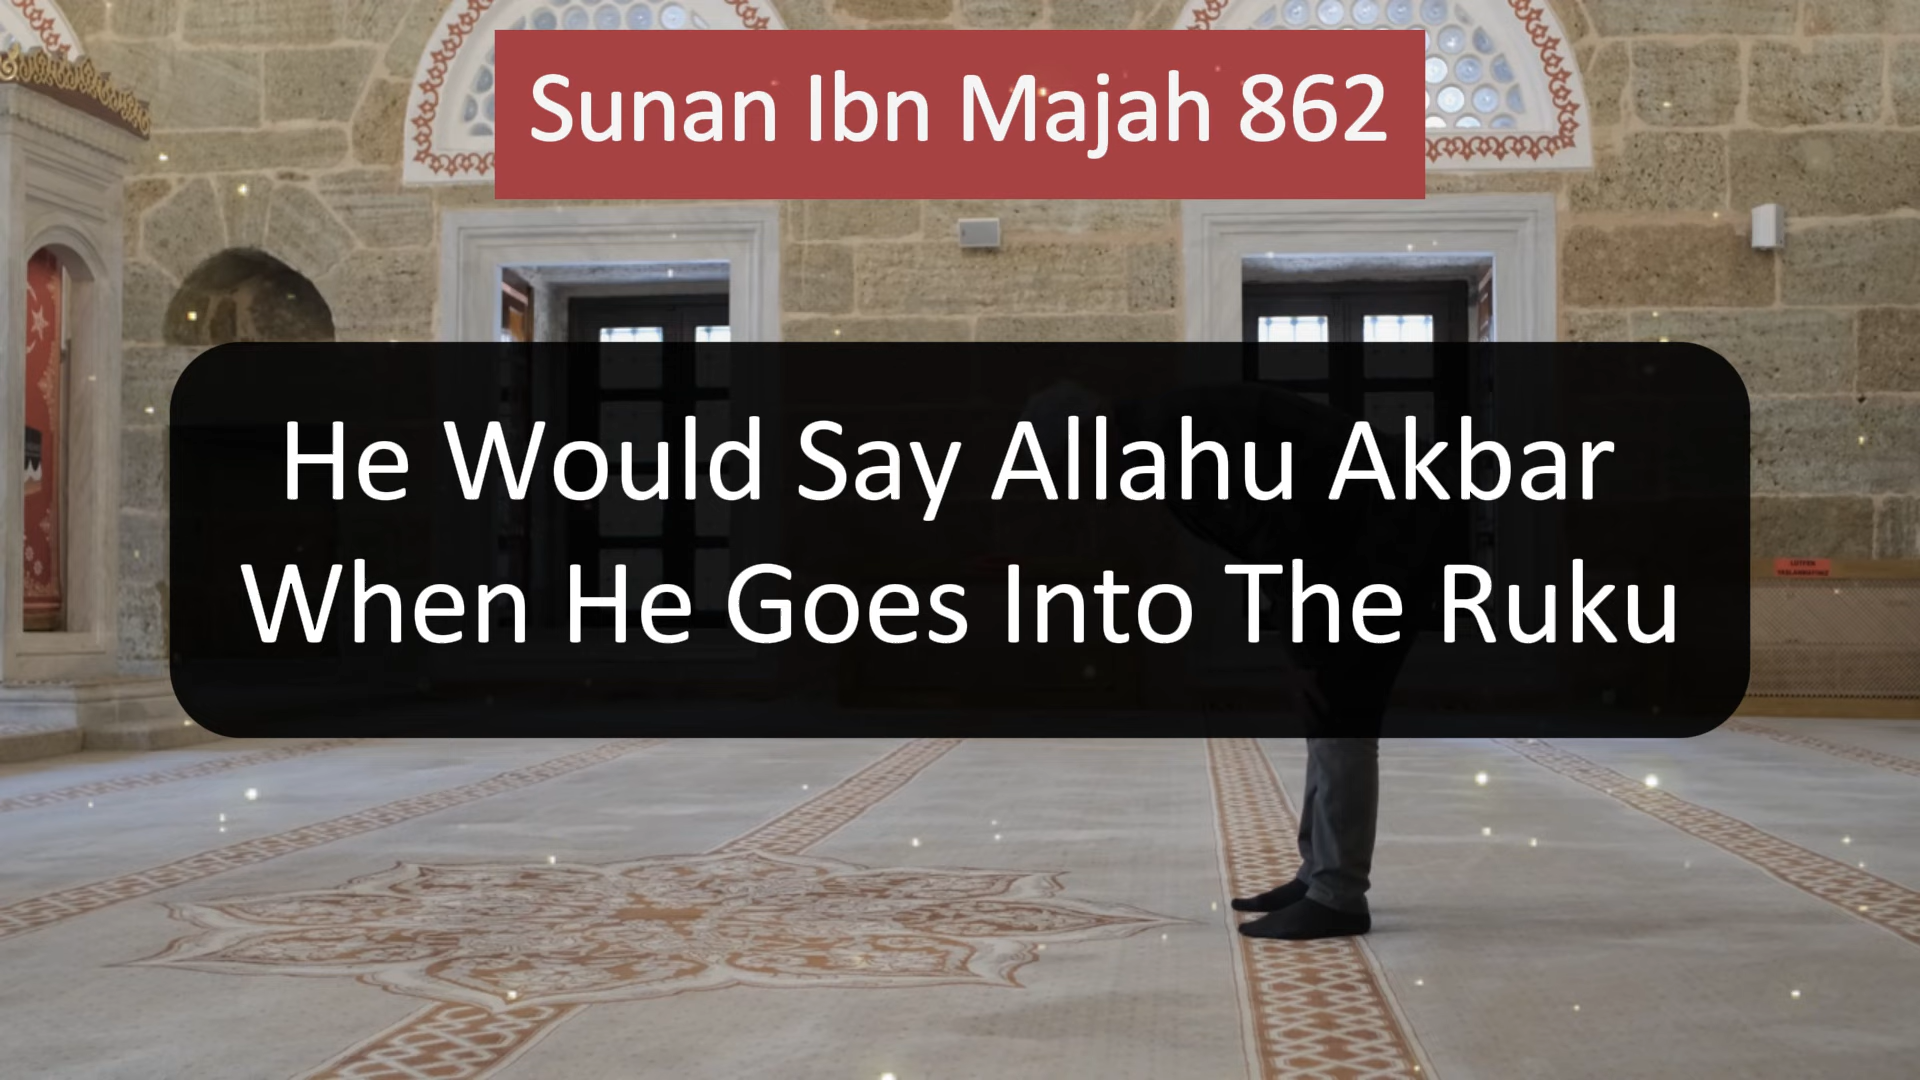 Sunan Ibn Majah 862
He Would Say Allahu Akbar
When He Goes Into The Ruku